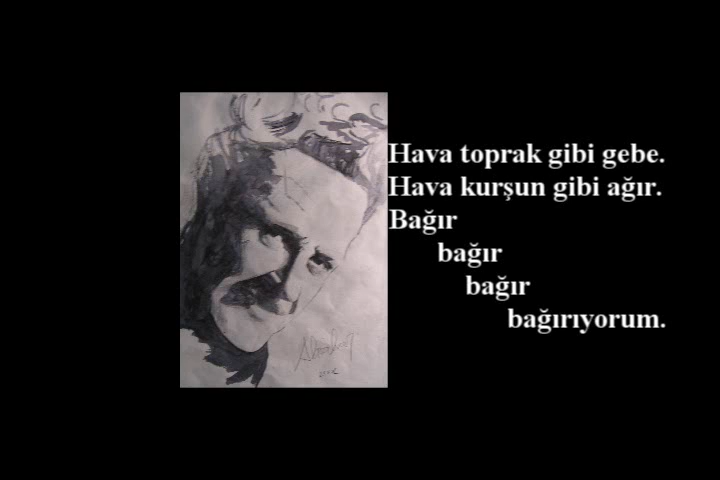 Hava toprak gibi gebe.
Hava kurşun gibi ağır.
Bağır
bağır
bağır
bağırıyorum.